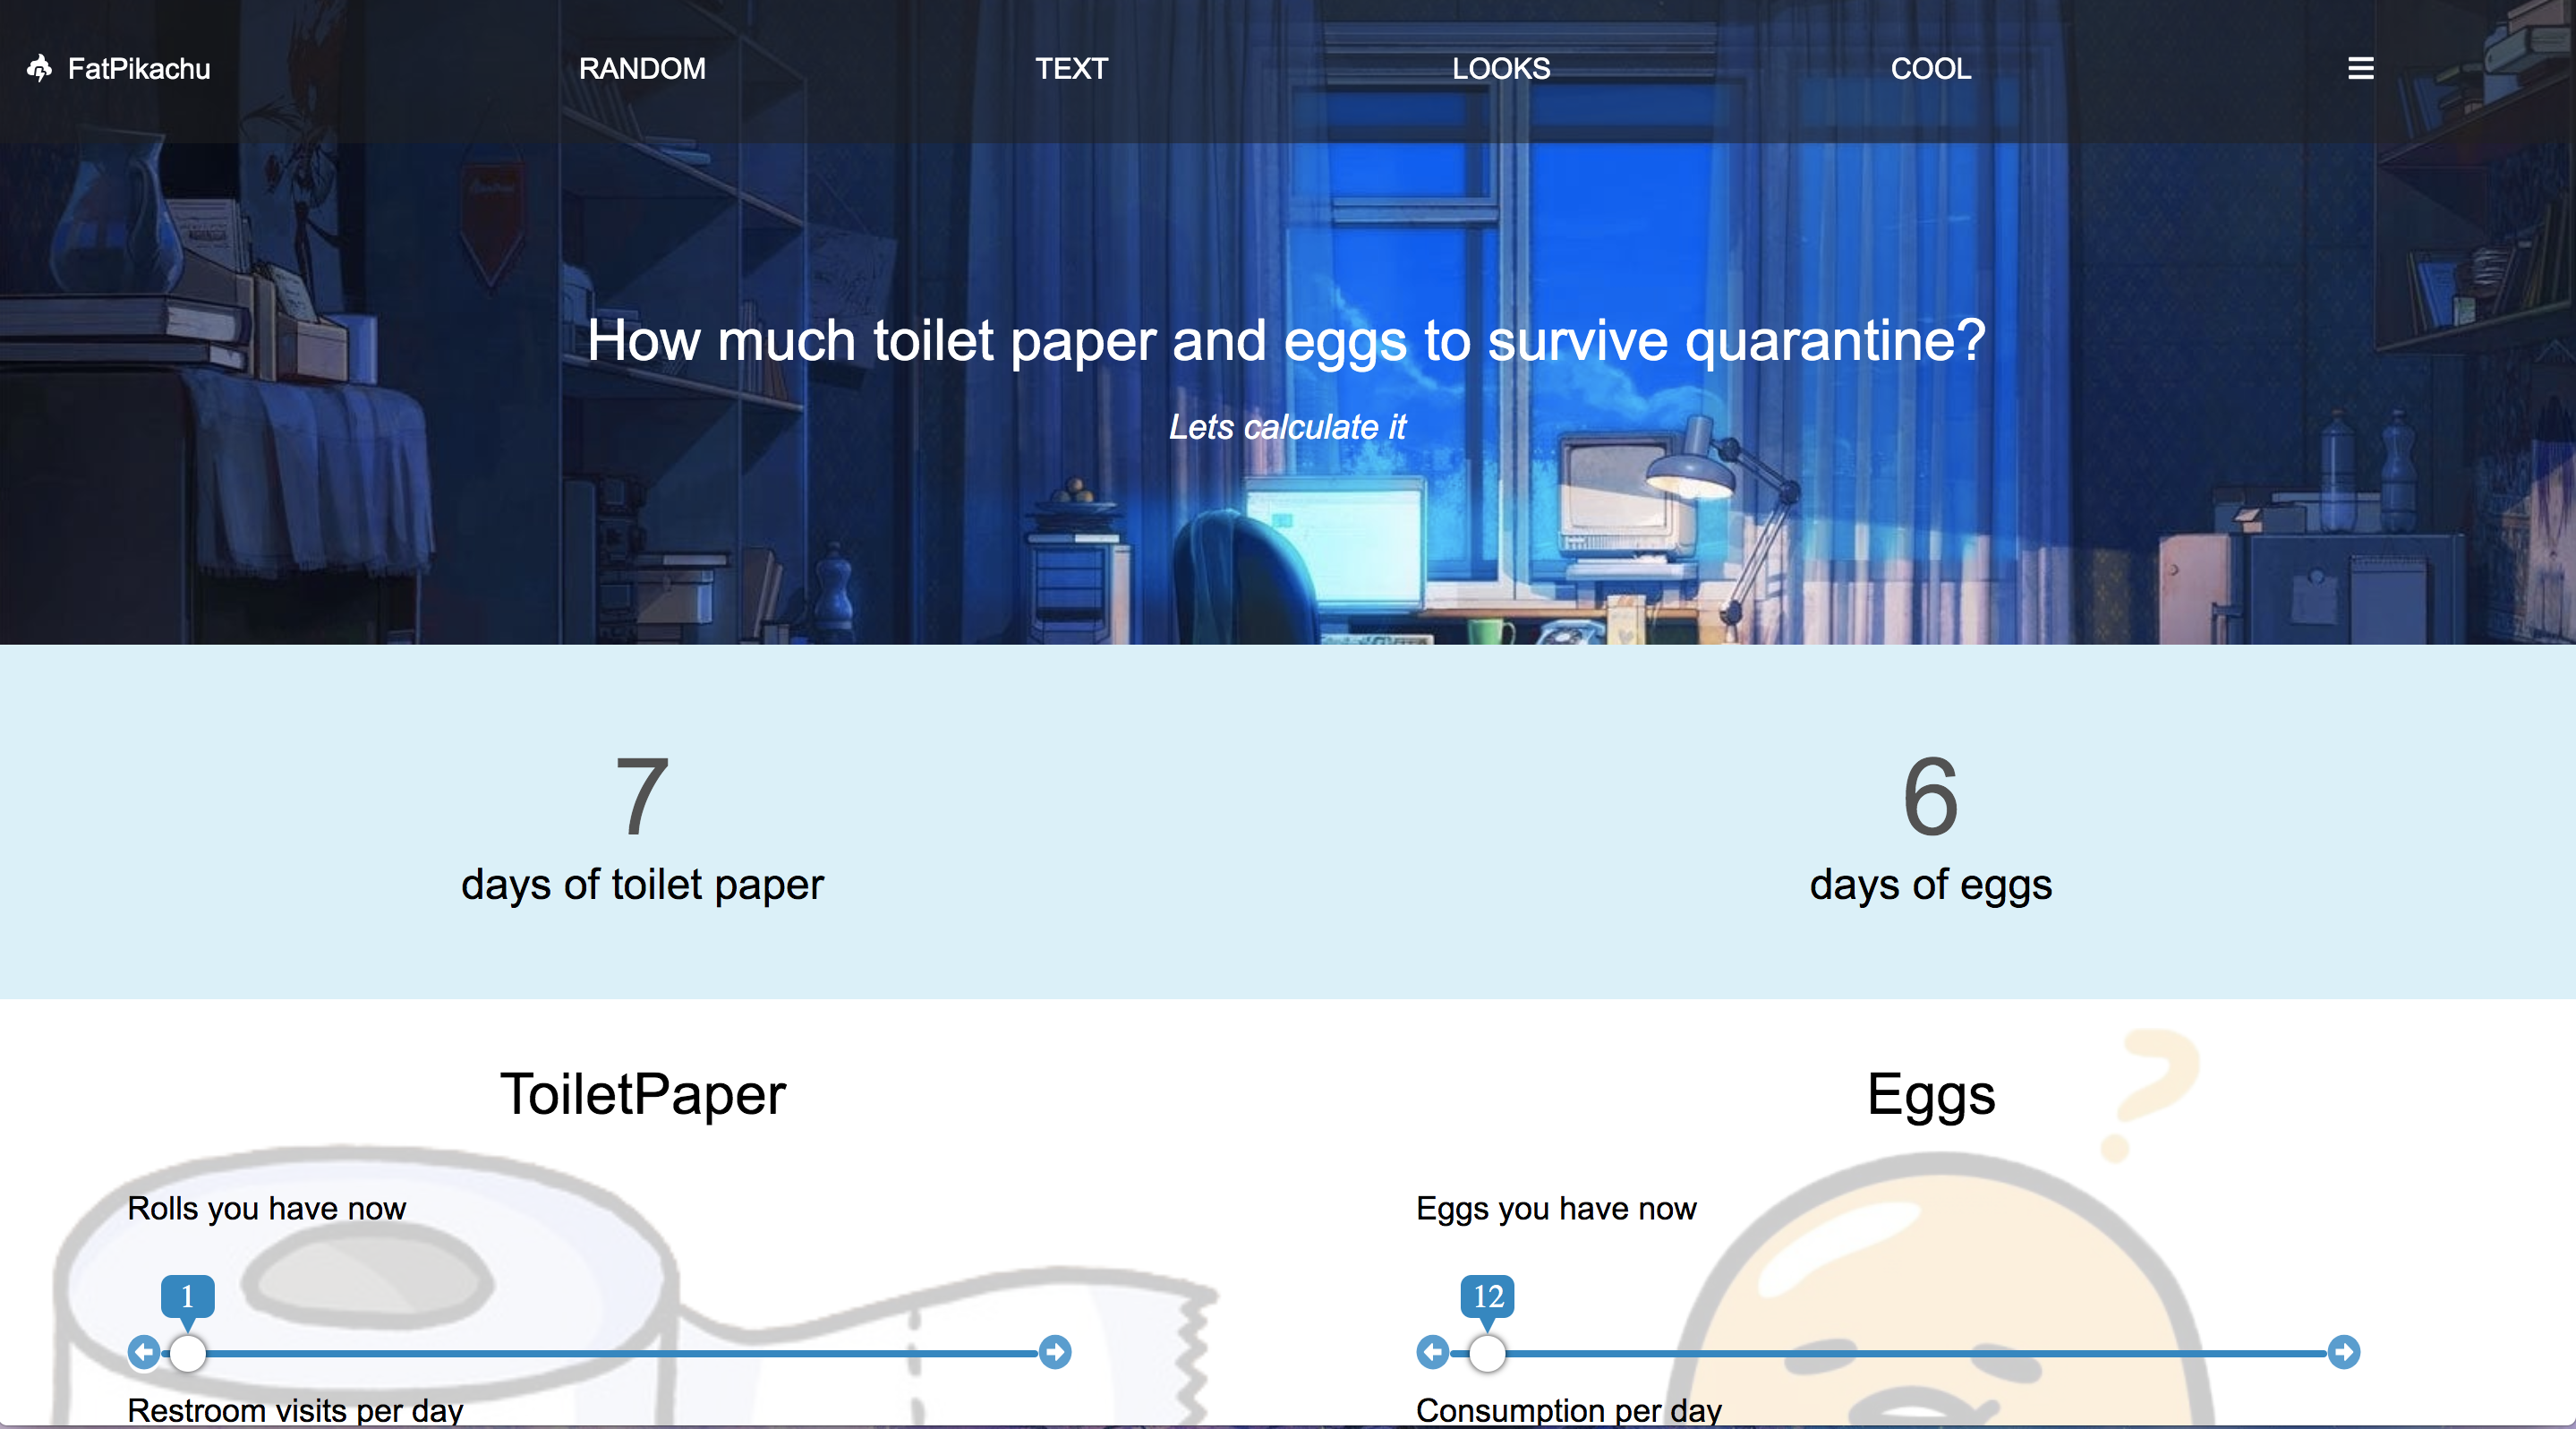 FatPikachu RANDOM TEXT LOOKS COOL
How much toilet paper and eggs to survive quarantine?
Lets calculate it
7
days of toilet paper
6
days of eggs
ToiletPaper
Rolls you have now
1
Restroom visits per day
Eggs
Eggs you have now
12
Consumption per day